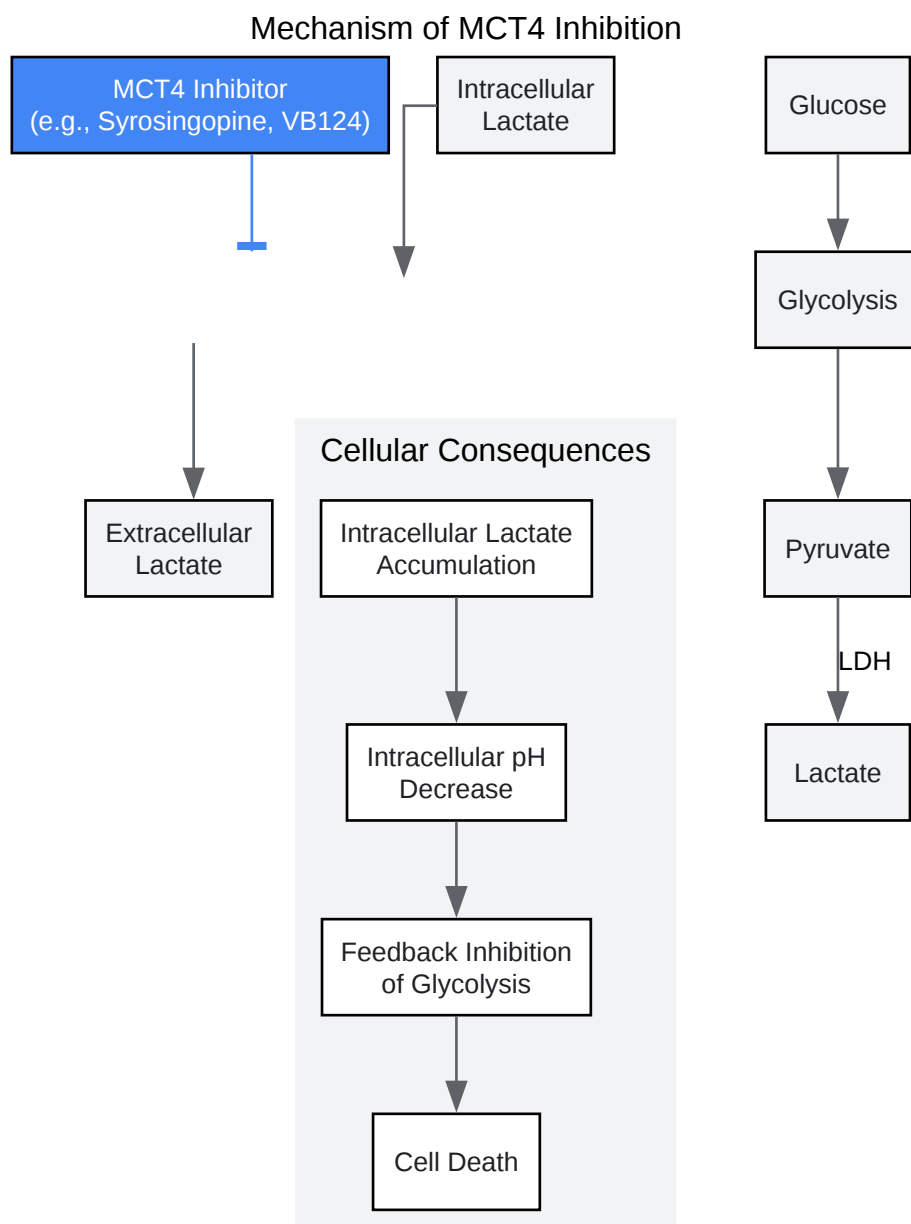 Mechanism of MCT4 Inhibition
MCT4 Inhibitor
(e.g., Syrosingopine, VB124)
Intracellular
Lactate
Glucose
Glycolysis
Cellular Consequences
Extracellular
Lactate
Intracellular Lactate
Accumulation
Pyruvate
LDH
Intracellular pH
Decrease
Lactate
Feedback Inhibition
of Glycolysis
Cell Death